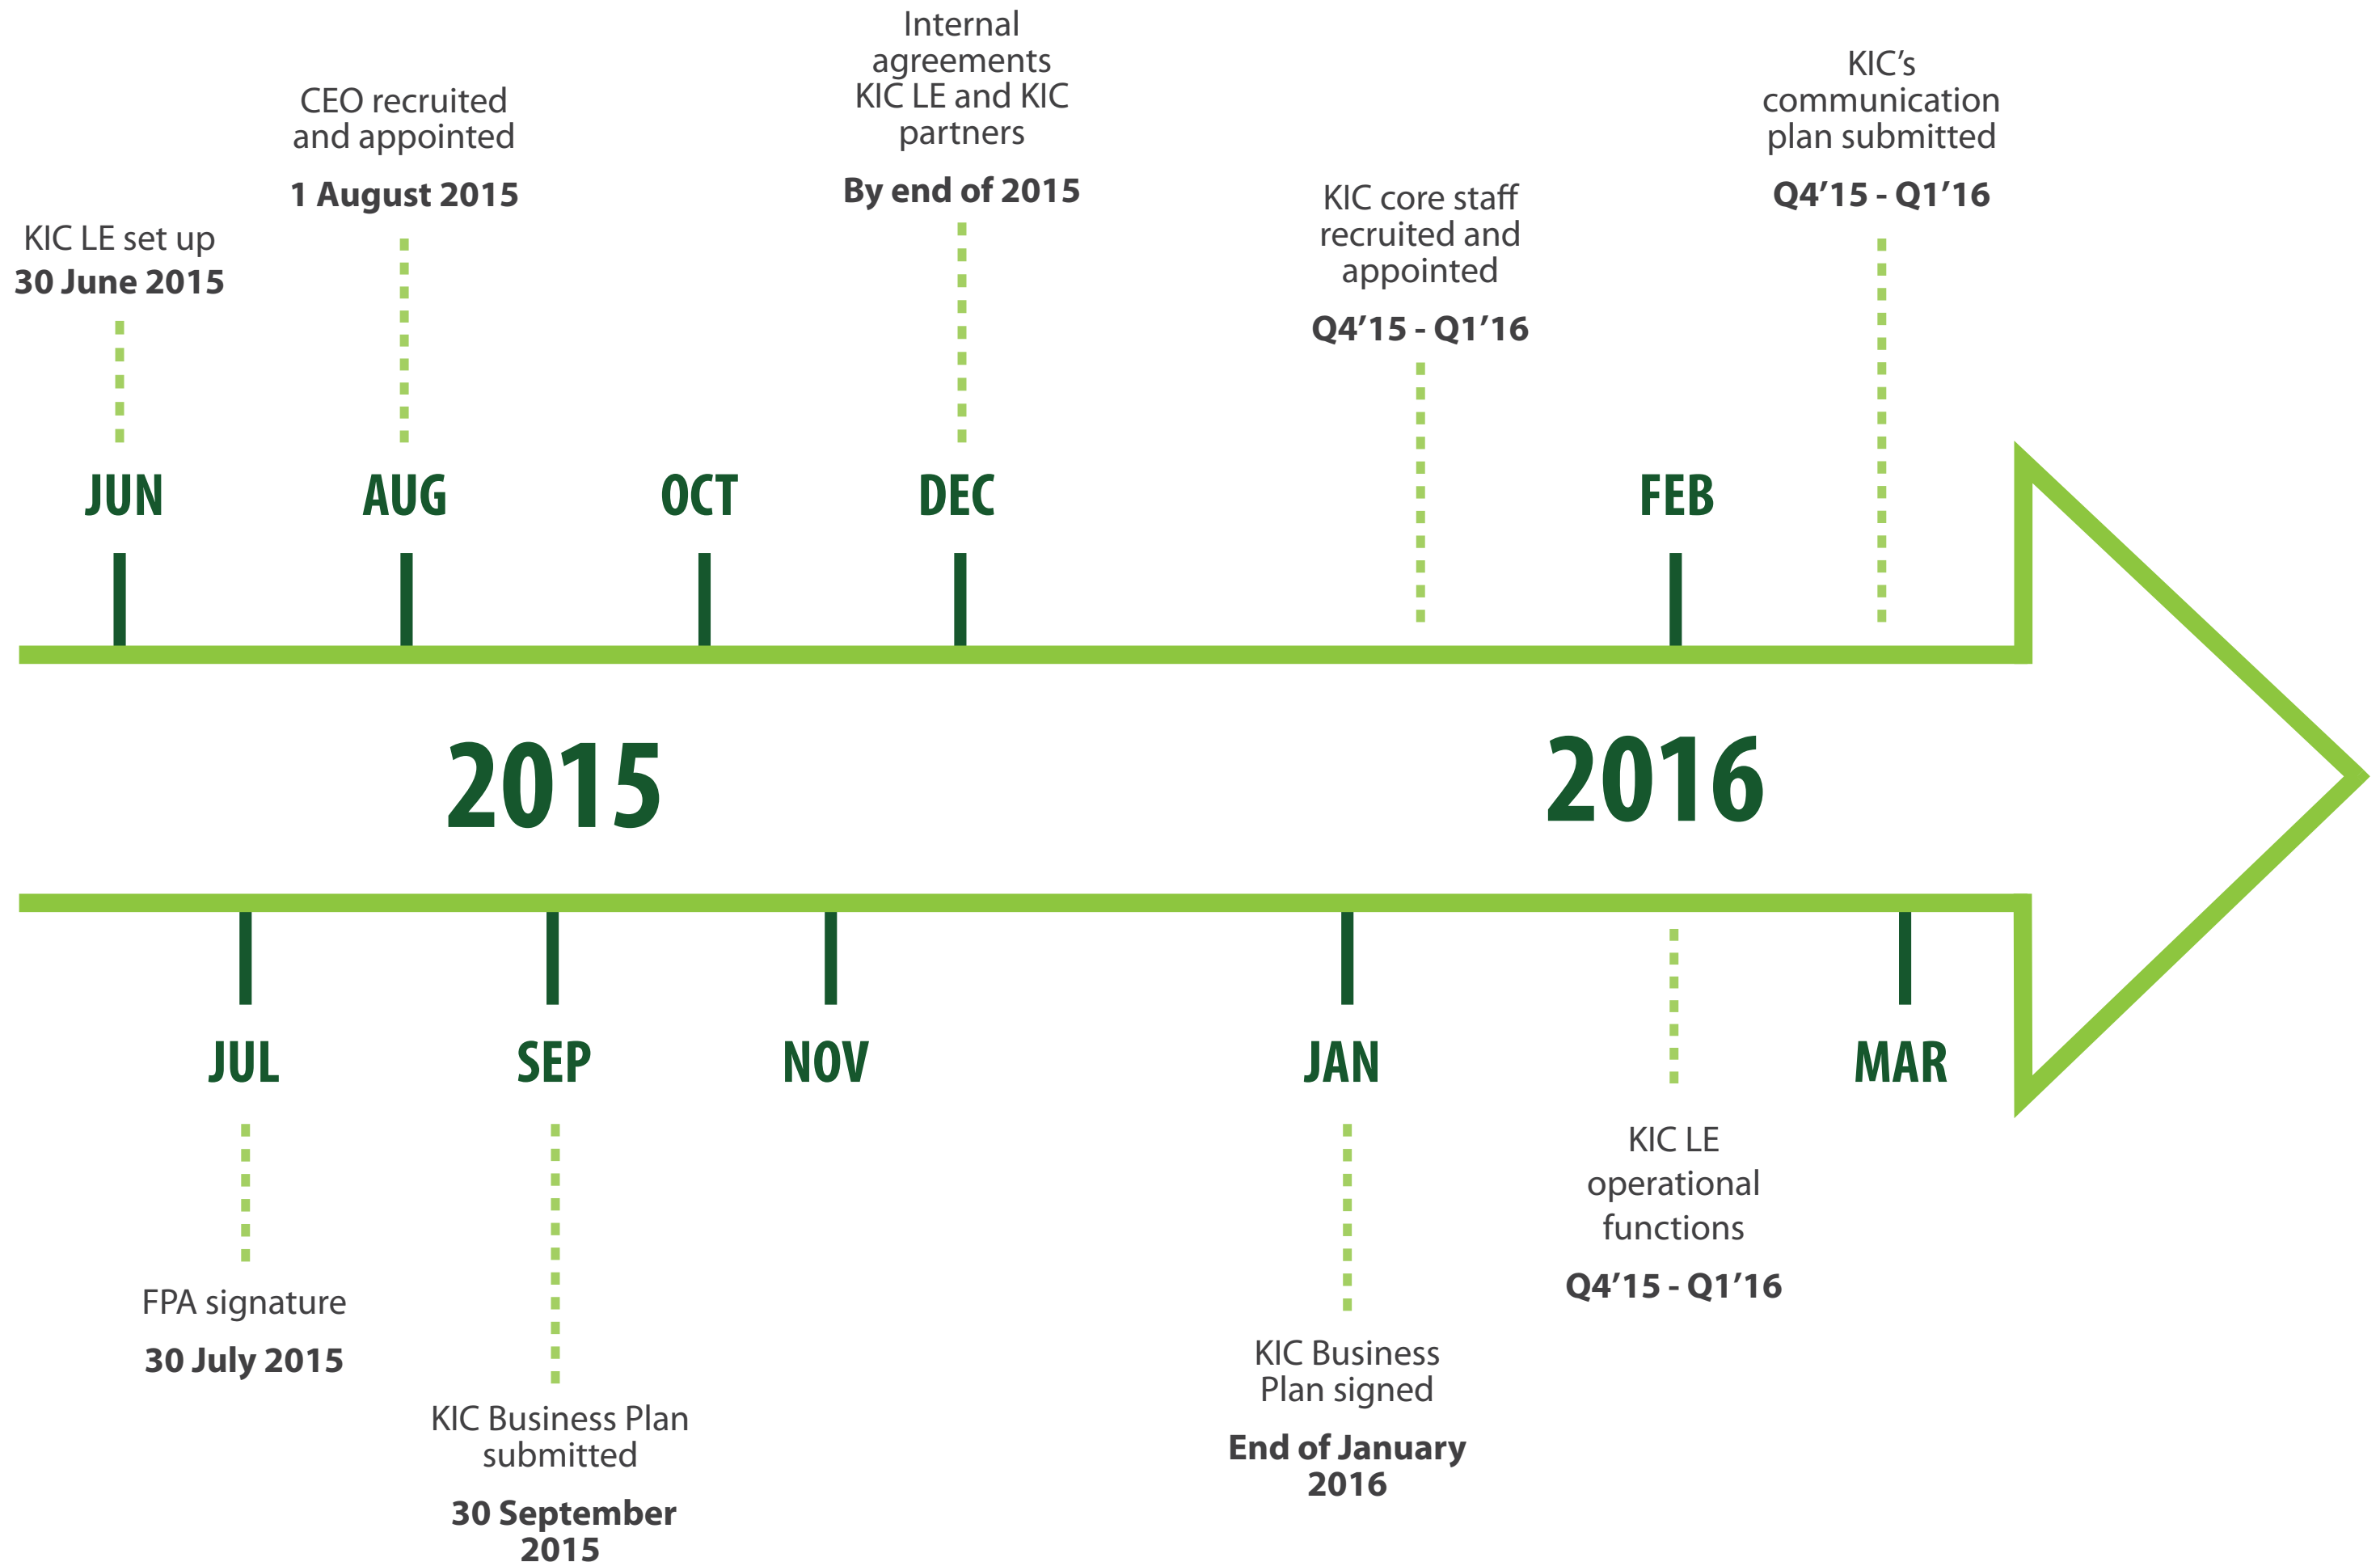 Internal
agreements
KIC LE and KIC
partners
By end of 2015
CEO recruited
and appointed
1 August 2015
KIC’s
communication
plan submitted
Q4’15 - Q1’16
KIC LE set up
30 June 2015
KIC core staff
recruited and
appointed
Q4’15 - Q1’16
JUN
AUG
OCT
DEC
FEB
2015
2016
JUL
SEP
NOV
JAN
MAR
FPA signature
30 July 2015
KIC Business Plan
submitted
30 September
2015
KIC Business
Plan signed
End of January
2016
KIC LE
operational
functions
Q4’15 - Q1’16